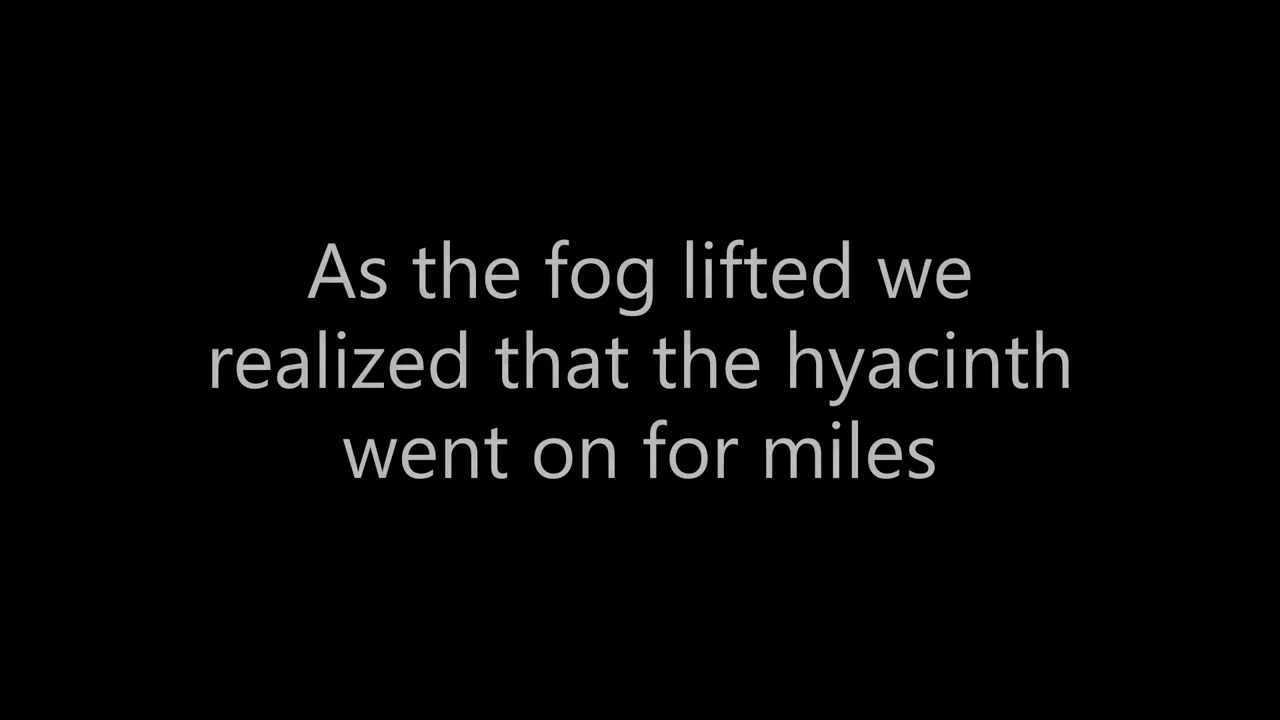 As the fog lifted we
realized that the hyacinth
went on for miles